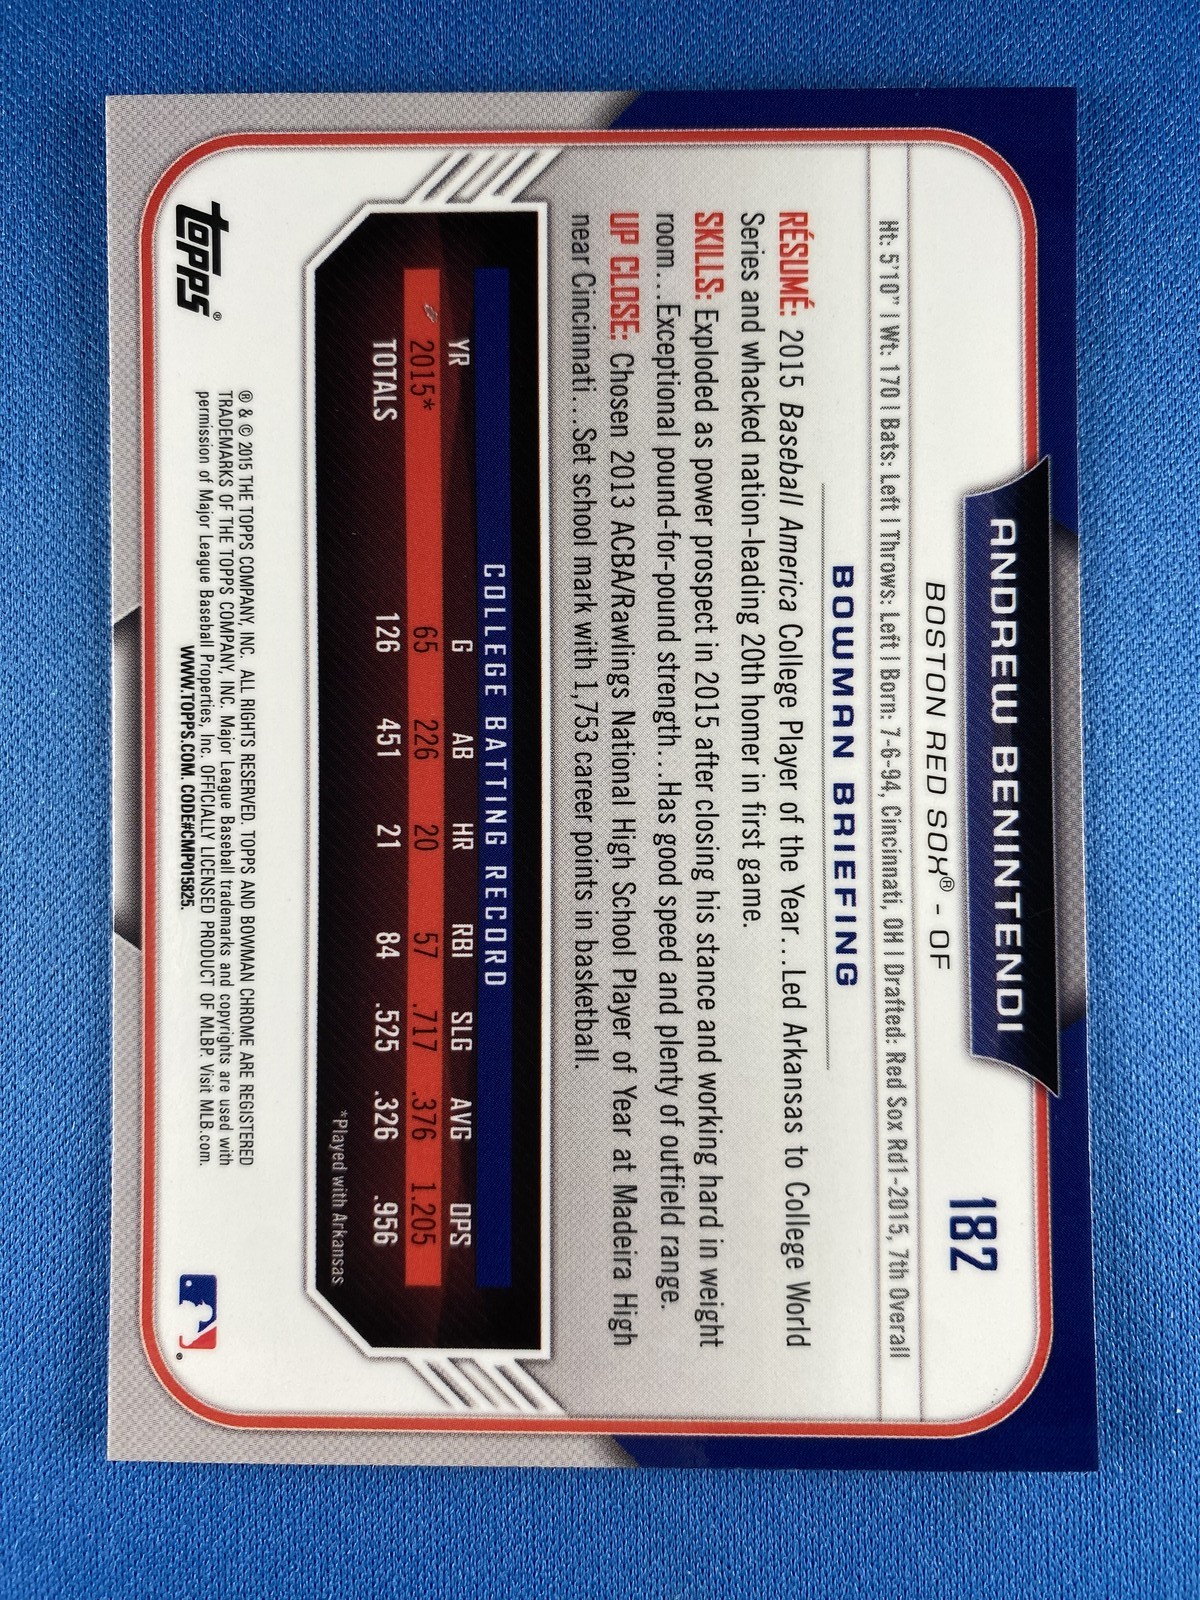 182
ANDREW BENINTENDI
BOSTON RED SOX® - OF
Ht: 5'10" | Wt: 170 | Bats: Left | Throws: Left | Born: 7-6-94, Cincinnati, OH | Drafted: Red Sox Rd1-2015, 7th Overall
BOWMAN BRIEFING
RÉSUMÉ: 2015 Baseball America College Player of the Year...Led Arkansas to College World
Series and whacked nation-leading 20th homer in first game.
SKILLS: Exploded as power prospect in 2015 after closing his stance and working hard in weight
room...Exceptional pound-for-pound strength...Has good speed and plenty of outfield range.
UP CLOSE: Chosen 2013 ACBA/Rawlings National High School Player of Year at Madeira High
near Cincinnati...Set school mark with 1,753 career points in basketball.
COLLEGE BATTING RECORD
YR G AB HR RBI SLG AVG OPS
2015* 65 226 20 57 .717 .376 1.205
TOTALS 126 451 21 84 .525 .326 .956
*Played with Arkansas
topps®
® & © 2015 THE TOPPS COMPANY, INC. ALL RIGHTS RESERVED. TOPPS AND BOWMAN CHROME ARE REGISTERED
TRADEMARKS OF THE TOPPS COMPANY, INC. Major League Baseball trademarks and copyrights are used with
permission of Major League Baseball Properties, Inc. OFFICIALLY LICENSED PRODUCT OF MLBP. Visit MLB.com.
WWW.TOPPS.COM. CODE#CMP015825.